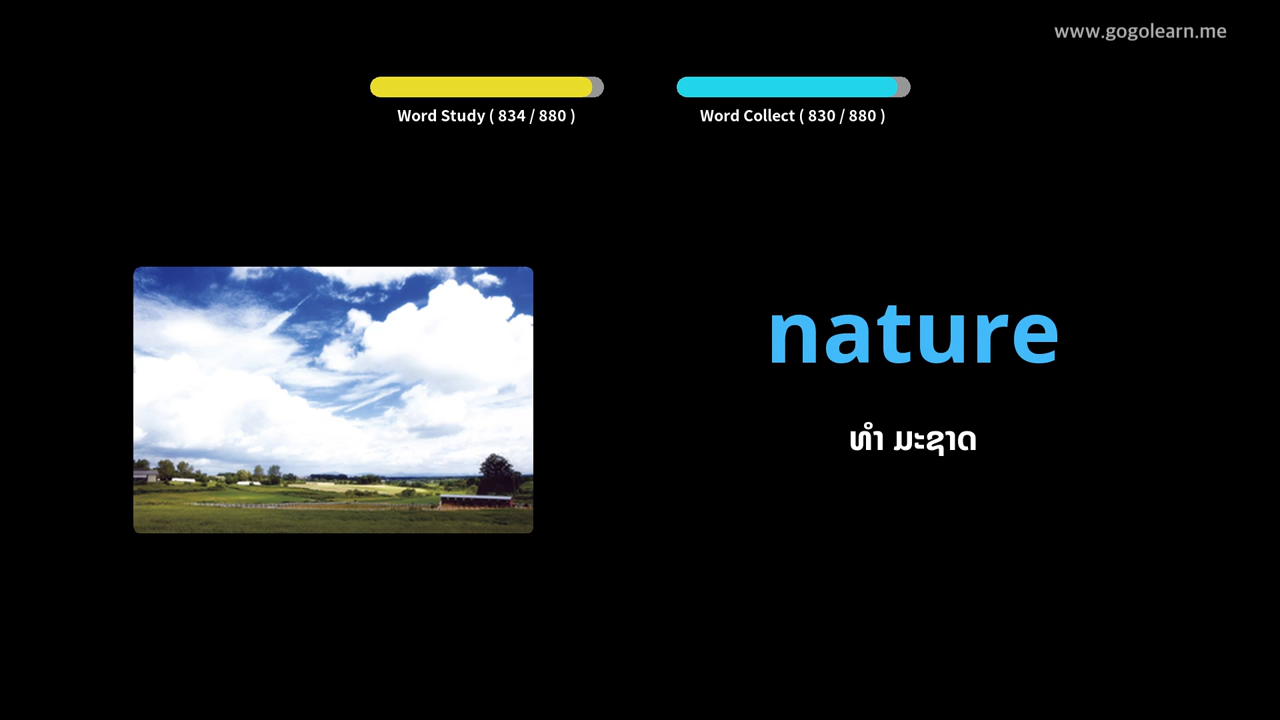 www.gogolearn.me
Word Study ( 834 / 880 )
Word Collect ( 830 / 880 )
nature
ທຳ ມະຊາດ